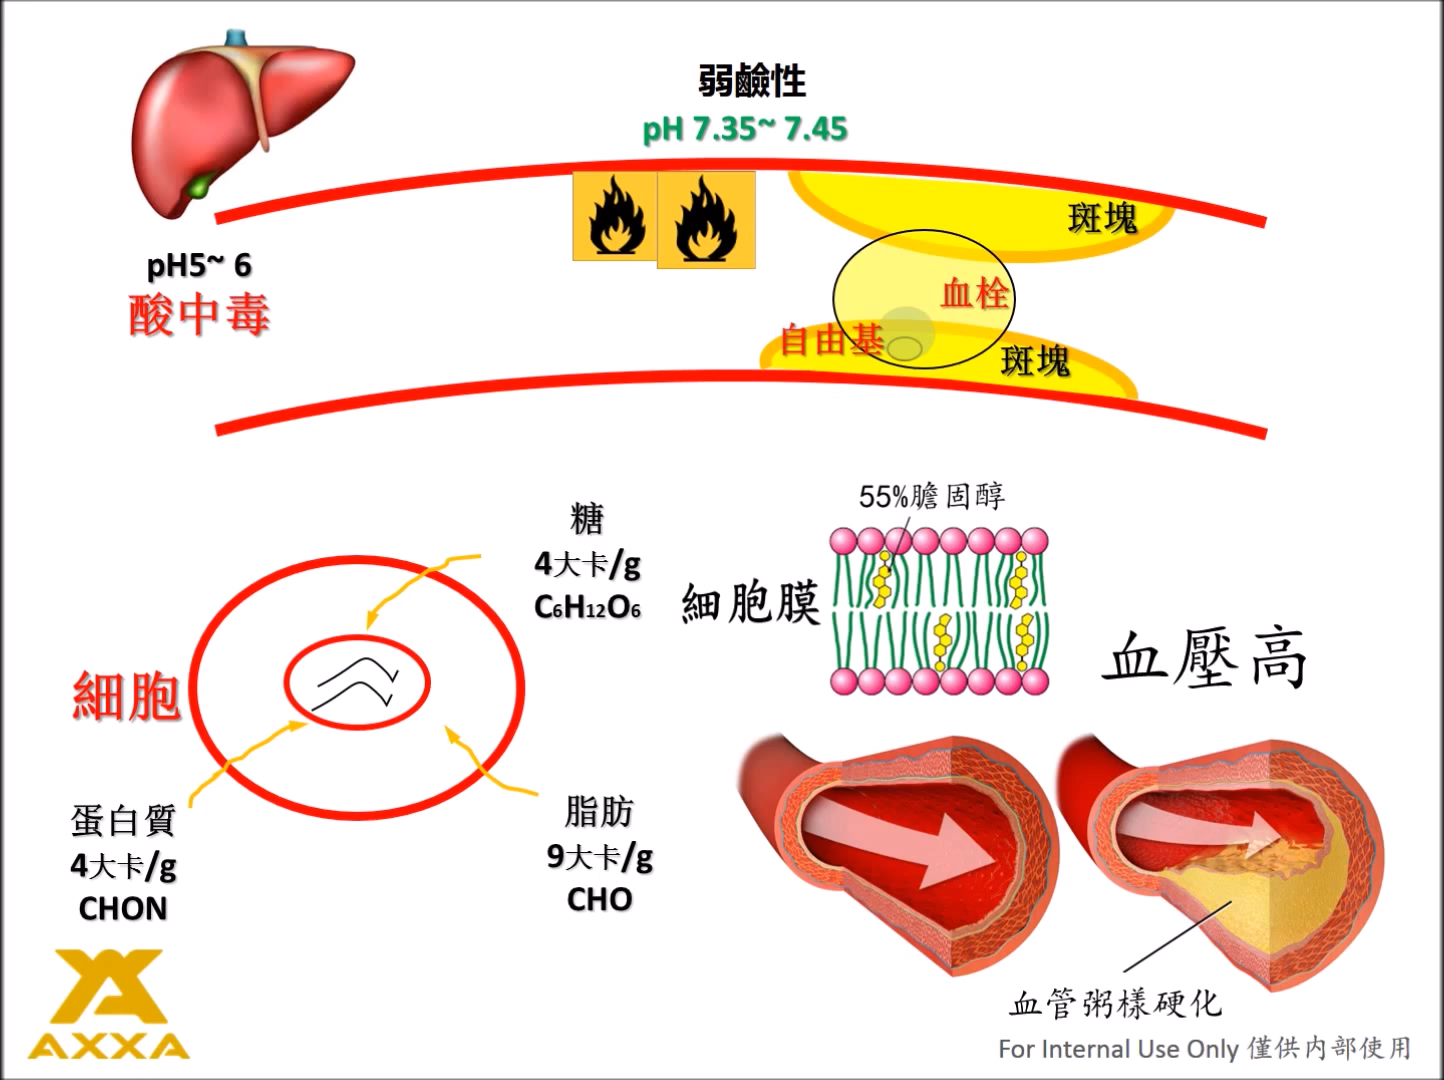 弱鹼性
pH 7.35~ 7.45
斑塊
pH5~ 6
酸中毒
血栓
自由基
斑塊
55%膽固醇
糖
4大卡/g
C₆H₁₂O₆
細胞膜
血壓高
細胞
蛋白質
4大卡/g
CHON
脂肪
9大卡/g
CHO
血管粥樣硬化
AXXA
For Internal Use Only 僅供內部使用